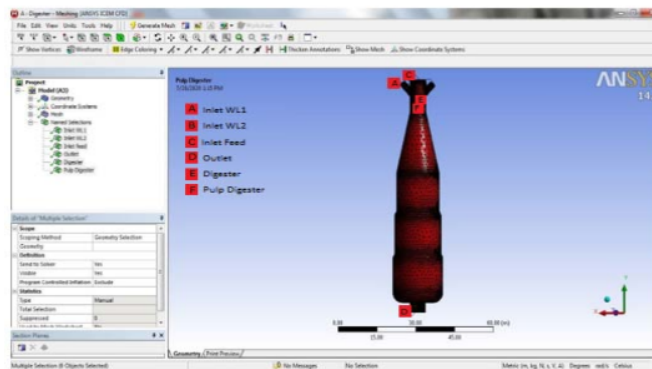 A - Digester - Meshing [ANSYS ICEM CFD]
File Edit View Units Tools Help Generate Mesh Worksheet
Show Vertices Wireframe Edge Coloring Thicken Annotations Show Mesh Show Coordinate Systems
Outline
Project
Model (A3)
Geometry
Coordinate Systems
Mesh
Named Selections
Inlet WL1
Inlet WL2
Inlet Feed
Outlet
Digester
Pulp Digester
Details of "Multiple Selection"
Scope
Scoping Method Geometry Selection
Geometry
Definition
Send to Solver Yes
Visible Yes
Program Controlled Inflation Exclude
Statistics
Type Manual
Total Selection
Suppressed 0
Section Planes
Pulp Digester
A Inlet WL1
B Inlet WL2
C Inlet Feed
D Outlet
E Digester
F Pulp Digester
C
A
E
F
D
ANSYS
0.00 30.00 60.00 (m)
15.00 45.00
Geometry Print Preview
Multiple Selection (6 Objects Selected) No Messages No Selection Metric (m, kg, N, s, V, A) Degrees rad/s Celsius